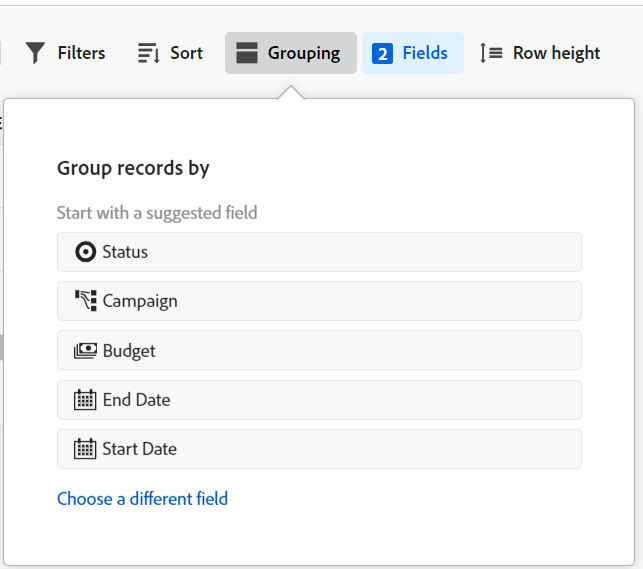 Filters Sort Grouping 2 Fields Row height
Group records by
Start with a suggested field
Status
Campaign
Budget
End Date
Start Date
Choose a different field